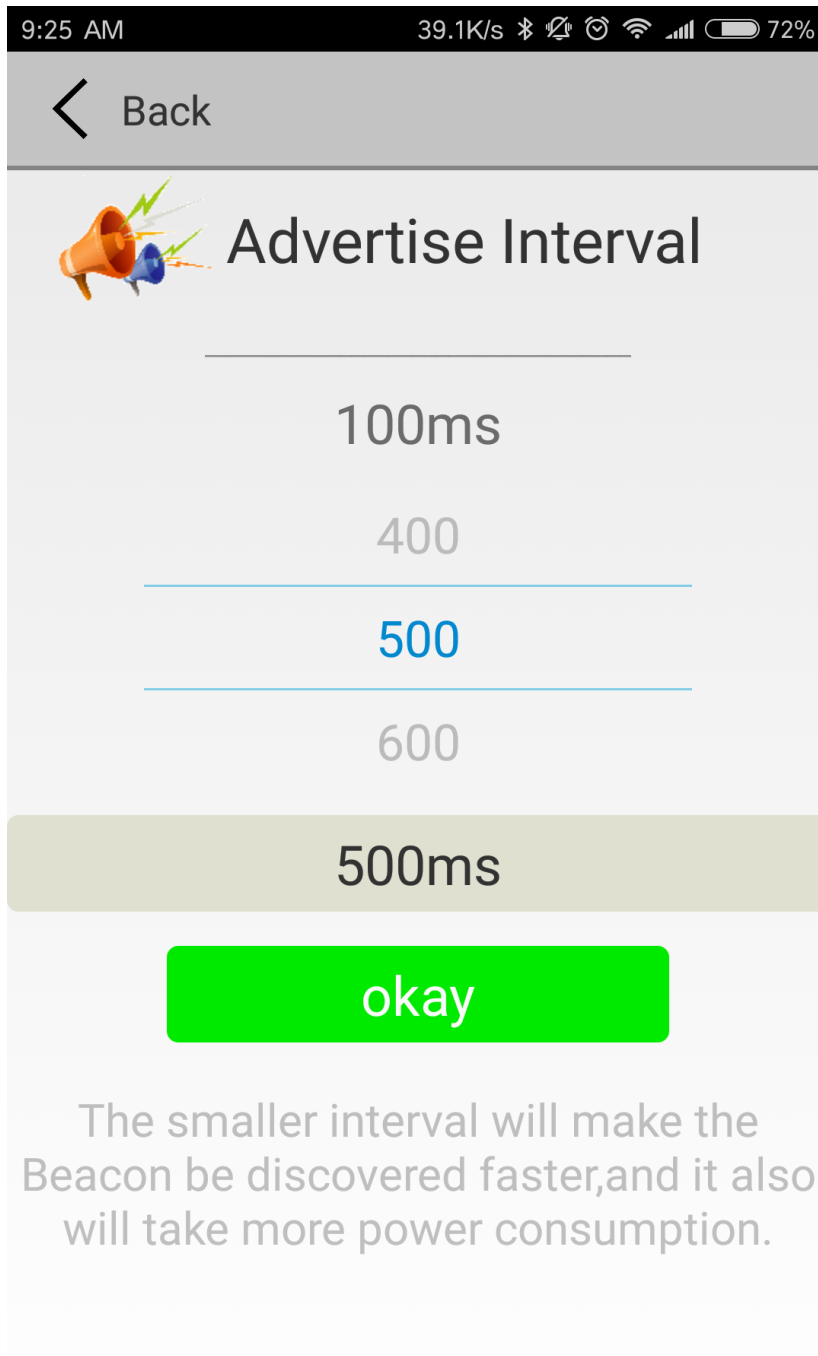 9:25 AM 39.1K/s 72%
Back
Advertise Interval
100ms
400
500
600
500ms
okay
The smaller interval will make the
Beacon be discovered faster,and it also
will take more power consumption.